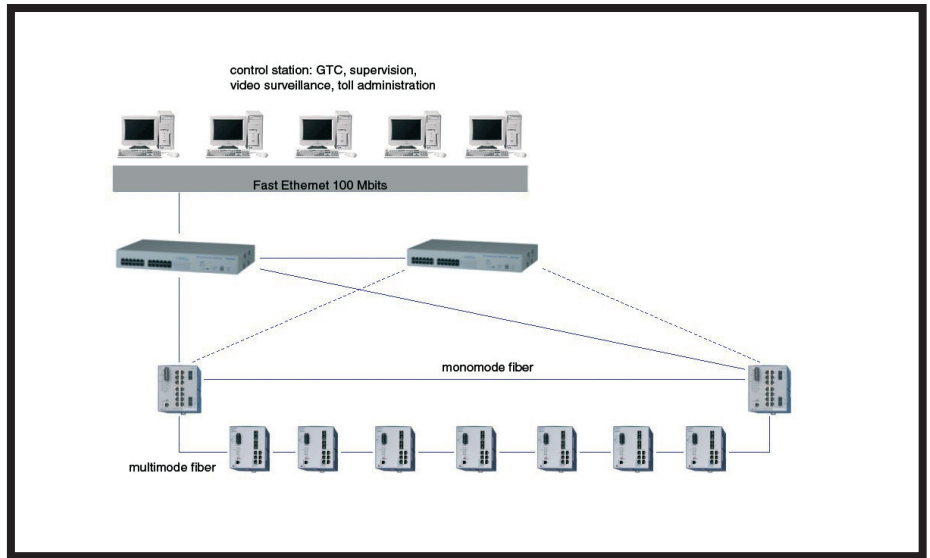 control station: GTC, supervision,
video surveillance, toll administration
Fast Ethernet 100 Mbits
monomode fiber
multimode fiber